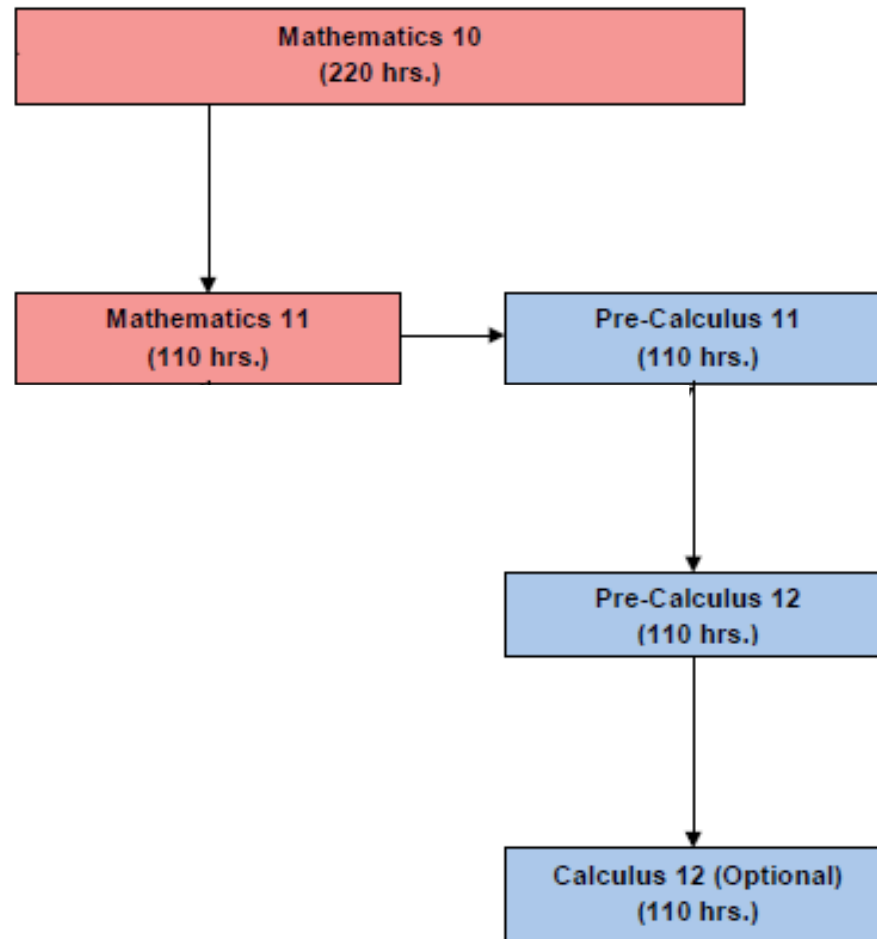 Mathematics 10
(220 hrs.)
Mathematics 11
(110 hrs.)
Pre-Calculus 11
(110 hrs.)
Pre-Calculus 12
(110 hrs.)
Calculus 12 (Optional)
(110 hrs.)